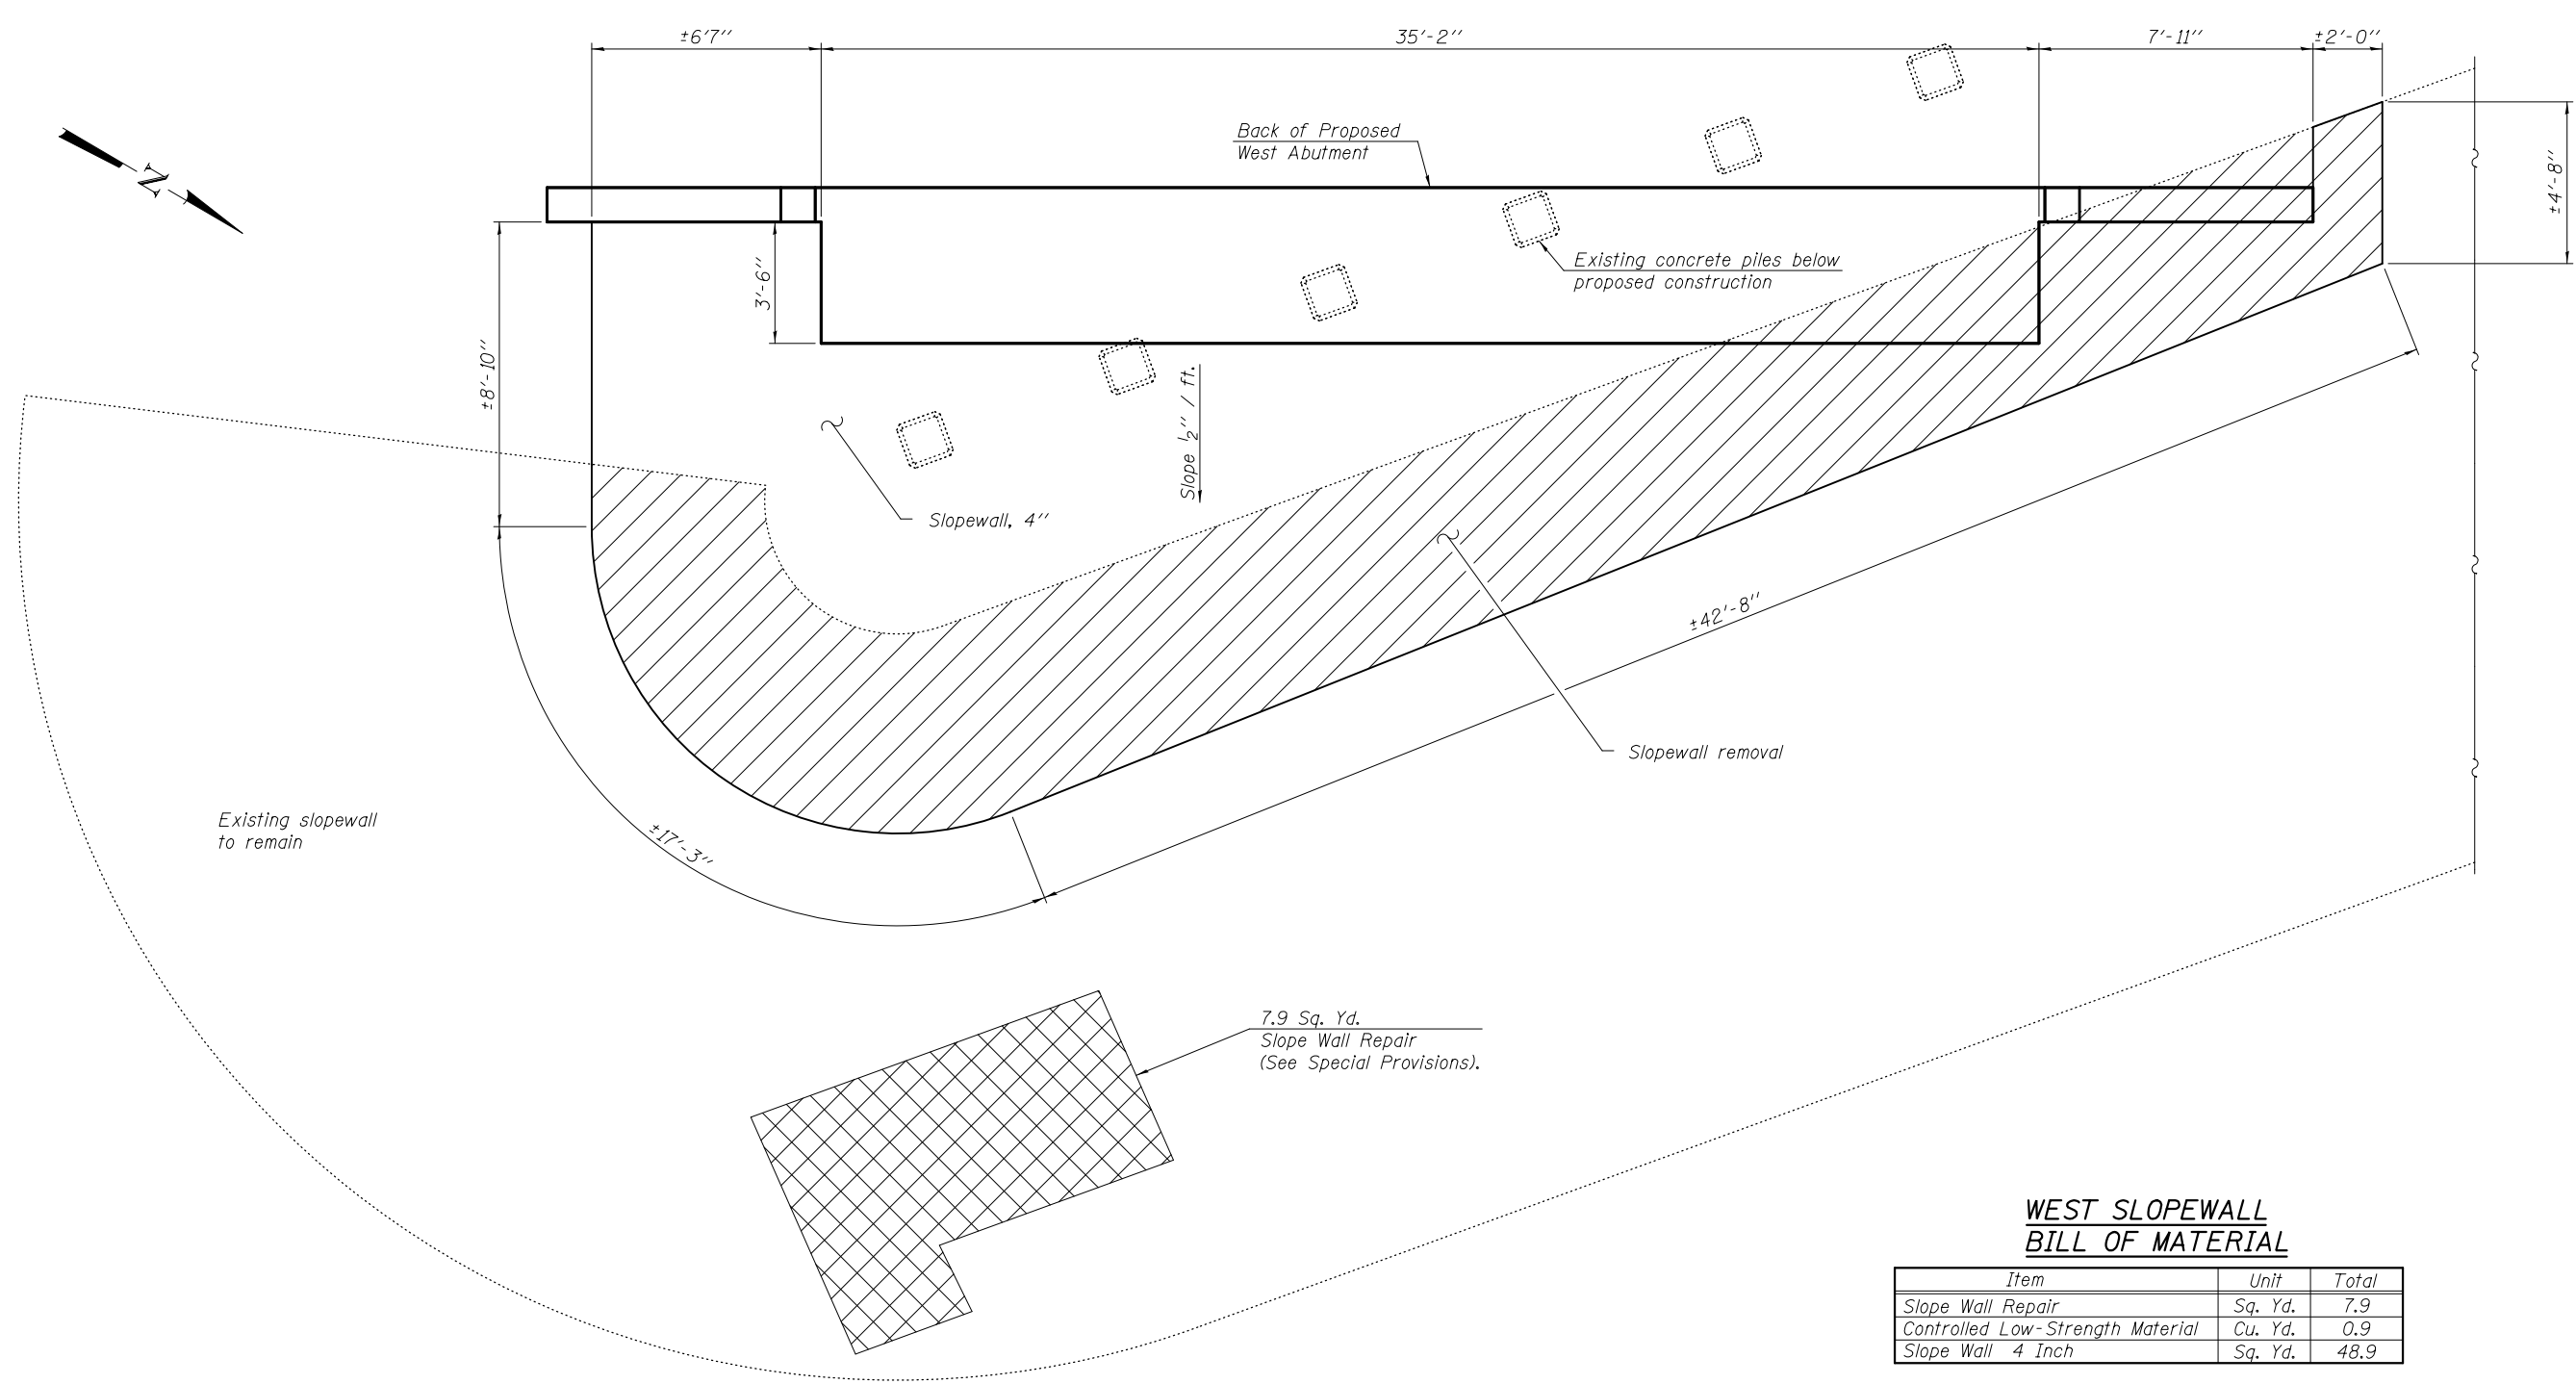 ±6'7''
35'-2''
7'-11''
±2'-0''
Back of Proposed
West Abutment
N
±4'-8''
Existing concrete piles below
proposed construction
3'-6''
±8'-10''
Slope 1/2'' / ft.
Slopewall, 4''
±42'-8''
Slopewall removal
Existing slopewall
to remain
±17'-3''
7.9 Sq. Yd.
Slope Wall Repair
(See Special Provisions).
WEST SLOPEWALL
BILL OF MATERIAL
Item Unit Total
Slope Wall Repair Sq. Yd. 7.9
Controlled Low-Strength Material Cu. Yd. 0.9
Slope Wall 4 Inch Sq. Yd. 48.9